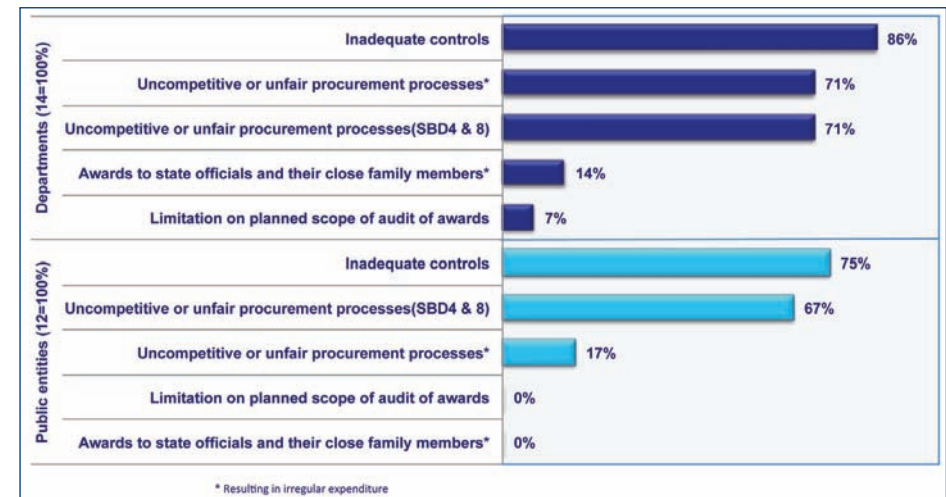 Departments (14=100%)
Inadequate controls 86%
Uncompetitive or unfair procurement processes* 71%
Uncompetitive or unfair procurement processes(SBD4 & 8) 71%
Awards to state officials and their close family members* 14%
Limitation on planned scope of audit of awards 7%
Public entities (12=100%)
Inadequate controls 75%
Uncompetitive or unfair procurement processes(SBD4 & 8) 67%
Uncompetitive or unfair procurement processes* 17%
Limitation on planned scope of audit of awards 0%
Awards to state officials and their close family members* 0%
* Resulting in irregular expenditure